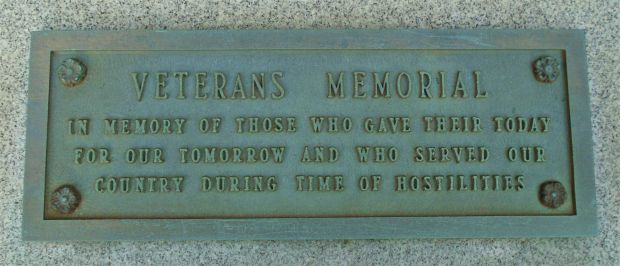 VETERANS MEMORIAL
IN MEMORY OF THOSE WHO GAVE THEIR TODAY
FOR OUR TOMORROW AND WHO SERVED OUR
COUNTRY DURING TIME OF HOSTILITIES